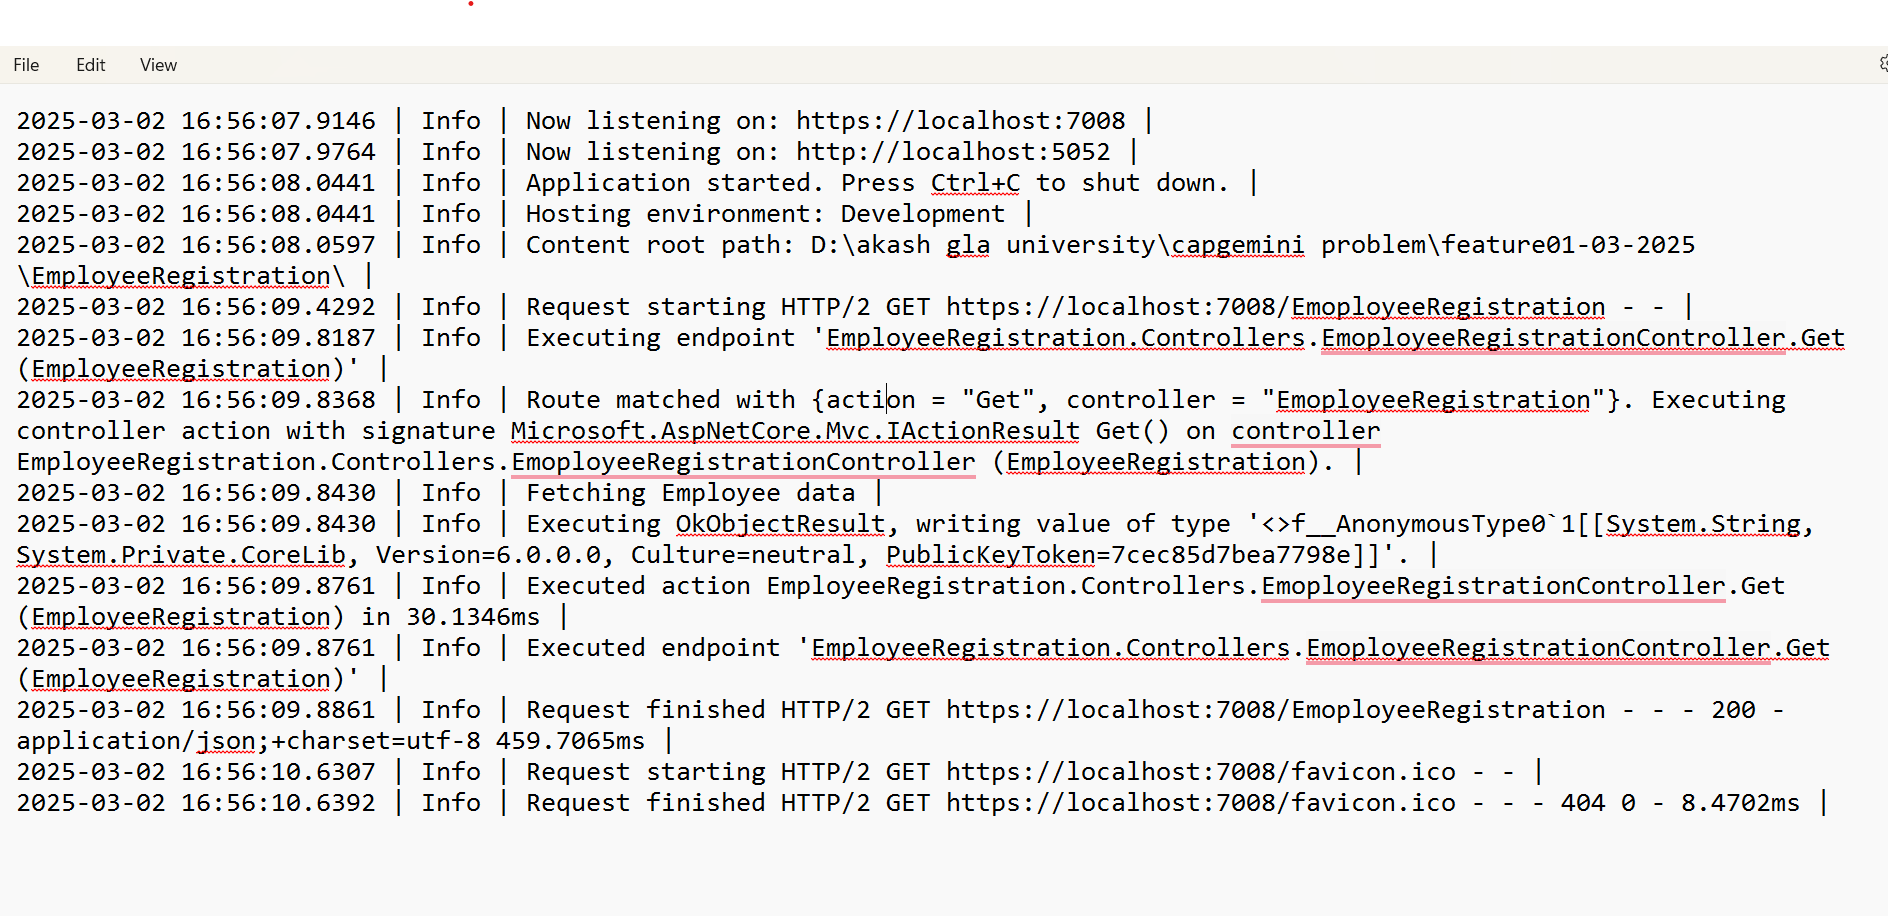 File Edit View
2025-03-02 16:56:07.9146 | Info | Now listening on: https://localhost:7008 |
2025-03-02 16:56:07.9764 | Info | Now listening on: http://localhost:5052 |
2025-03-02 16:56:08.0441 | Info | Application started. Press Ctrl+C to shut down. |
2025-03-02 16:56:08.0441 | Info | Hosting environment: Development |
2025-03-02 16:56:08.0597 | Info | Content root path: D:\akash gla university\capgemini problem\feature01-03-2025
\EmployeeRegistration\ |
2025-03-02 16:56:09.4292 | Info | Request starting HTTP/2 GET https://localhost:7008/EmoployeeRegistration - - |
2025-03-02 16:56:09.8187 | Info | Executing endpoint 'EmployeeRegistration.Controllers.EmoployeeRegistrationController.Get
(EmployeeRegistration)' |
2025-03-02 16:56:09.8368 | Info | Route matched with {action = "Get", controller = "EmoployeeRegistration"}. Executing
controller action with signature Microsoft.AspNetCore.Mvc.IActionResult Get() on controller
EmployeeRegistration.Controllers.EmoployeeRegistrationController (EmployeeRegistration). |
2025-03-02 16:56:09.8430 | Info | Fetching Employee data |
2025-03-02 16:56:09.8430 | Info | Executing OkObjectResult, writing value of type '<>f__AnonymousType0`1[[System.String,
System.Private.CoreLib, Version=6.0.0.0, Culture=neutral, PublicKeyToken=7cec85d7bea7798e]]'. |
2025-03-02 16:56:09.8761 | Info | Executed action EmployeeRegistration.Controllers.EmoployeeRegistrationController.Get
(EmployeeRegistration) in 30.1346ms |
2025-03-02 16:56:09.8761 | Info | Executed endpoint 'EmployeeRegistration.Controllers.EmoployeeRegistrationController.Get
(EmployeeRegistration)' |
2025-03-02 16:56:09.8861 | Info | Request finished HTTP/2 GET https://localhost:7008/EmoployeeRegistration - - - 200 -
application/json;+charset=utf-8 459.7065ms |
2025-03-02 16:56:10.6307 | Info | Request starting HTTP/2 GET https://localhost:7008/favicon.ico - - |
2025-03-02 16:56:10.6392 | Info | Request finished HTTP/2 GET https://localhost:7008/favicon.ico - - - 404 0 - 8.4702ms |